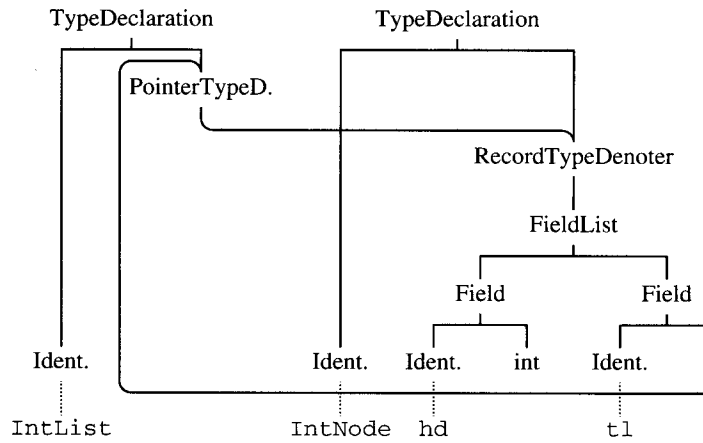 TypeDeclaration TypeDeclaration
PointerTypeD.
RecordTypeDenoter
FieldList
Field Field
Ident. Ident. Ident. int Ident.
IntList IntNode hd tl